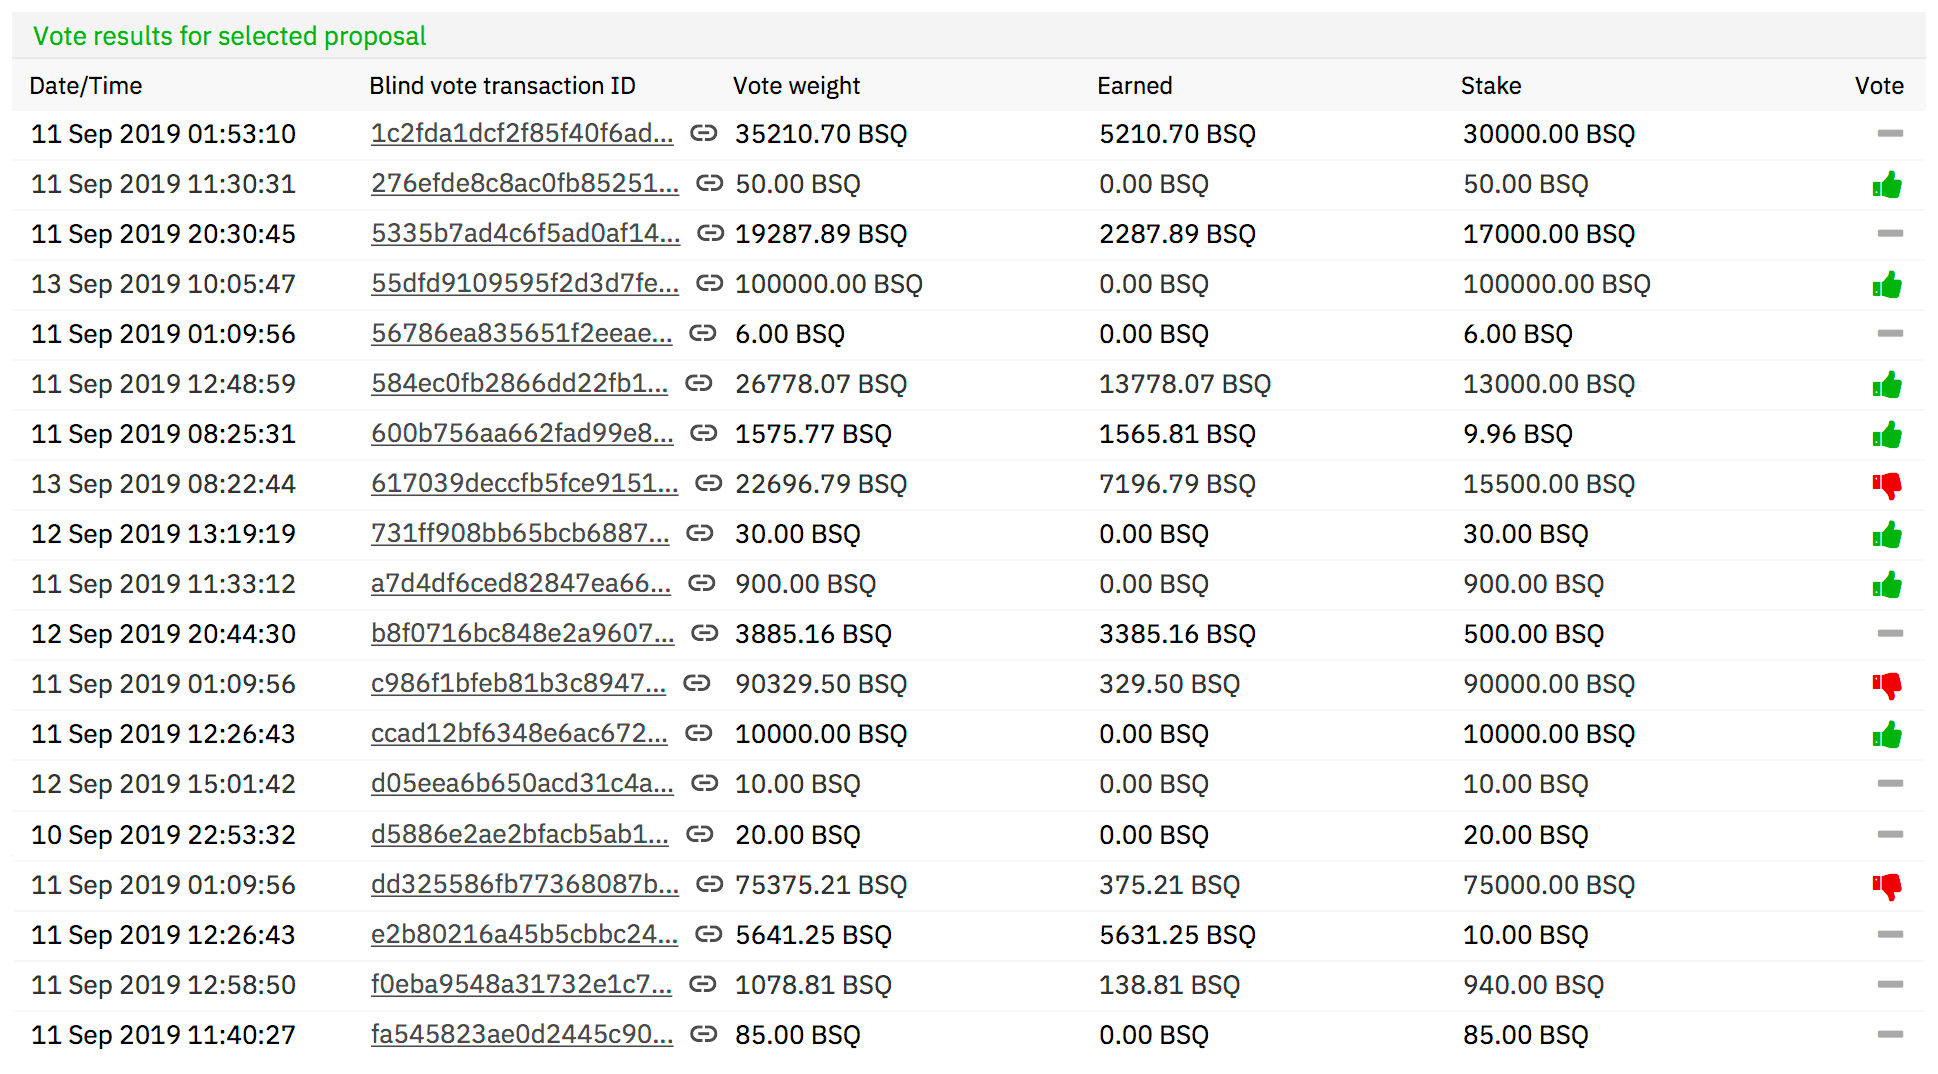 Vote results for selected proposal
Date/Time Blind vote transaction ID Vote weight Earned Stake Vote
11 Sep 2019 01:53:10 1c2fda1dcf2f85f40f6ad... 35210.70 BSQ 5210.70 BSQ 30000.00 BSQ
11 Sep 2019 11:30:31 276efde8c8ac0fb85251... 50.00 BSQ 0.00 BSQ 50.00 BSQ
11 Sep 2019 20:30:45 5335b7ad4c6f5ad0af14... 19287.89 BSQ 2287.89 BSQ 17000.00 BSQ
13 Sep 2019 10:05:47 55dfd9109595f2d3d7fe... 100000.00 BSQ 0.00 BSQ 100000.00 BSQ
11 Sep 2019 01:09:56 56786ea835651f2eeae... 6.00 BSQ 0.00 BSQ 6.00 BSQ
11 Sep 2019 12:48:59 584ec0fb2866dd22fb1... 26778.07 BSQ 13778.07 BSQ 13000.00 BSQ
11 Sep 2019 08:25:31 600b756aa662fad99e8... 1575.77 BSQ 1565.81 BSQ 9.96 BSQ
13 Sep 2019 08:22:44 617039deccfb5fce9151... 22696.79 BSQ 7196.79 BSQ 15500.00 BSQ
12 Sep 2019 13:19:19 731ff908bb65bcb6887... 30.00 BSQ 0.00 BSQ 30.00 BSQ
11 Sep 2019 11:33:12 a7d4df6ced82847ea66... 900.00 BSQ 0.00 BSQ 900.00 BSQ
12 Sep 2019 20:44:30 b8f0716bc848e2a9607... 3885.16 BSQ 3385.16 BSQ 500.00 BSQ
11 Sep 2019 01:09:56 c986f1bfeb81b3c8947... 90329.50 BSQ 329.50 BSQ 90000.00 BSQ
11 Sep 2019 12:26:43 ccad12bf6348e6ac672... 10000.00 BSQ 0.00 BSQ 10000.00 BSQ
12 Sep 2019 15:01:42 d05eea6b650acd31c4a... 10.00 BSQ 0.00 BSQ 10.00 BSQ
10 Sep 2019 22:53:32 d5886e2ae2bfacb5ab1... 20.00 BSQ 0.00 BSQ 20.00 BSQ
11 Sep 2019 01:09:56 dd325586fb77368087b... 75375.21 BSQ 375.21 BSQ 75000.00 BSQ
11 Sep 2019 12:26:43 e2b80216a45b5cbbc24... 5641.25 BSQ 5631.25 BSQ 10.00 BSQ
11 Sep 2019 12:58:50 f0eba9548a31732e1c7... 1078.81 BSQ 138.81 BSQ 940.00 BSQ
11 Sep 2019 11:40:27 fa545823ae0d2445c90... 85.00 BSQ 0.00 BSQ 85.00 BSQ